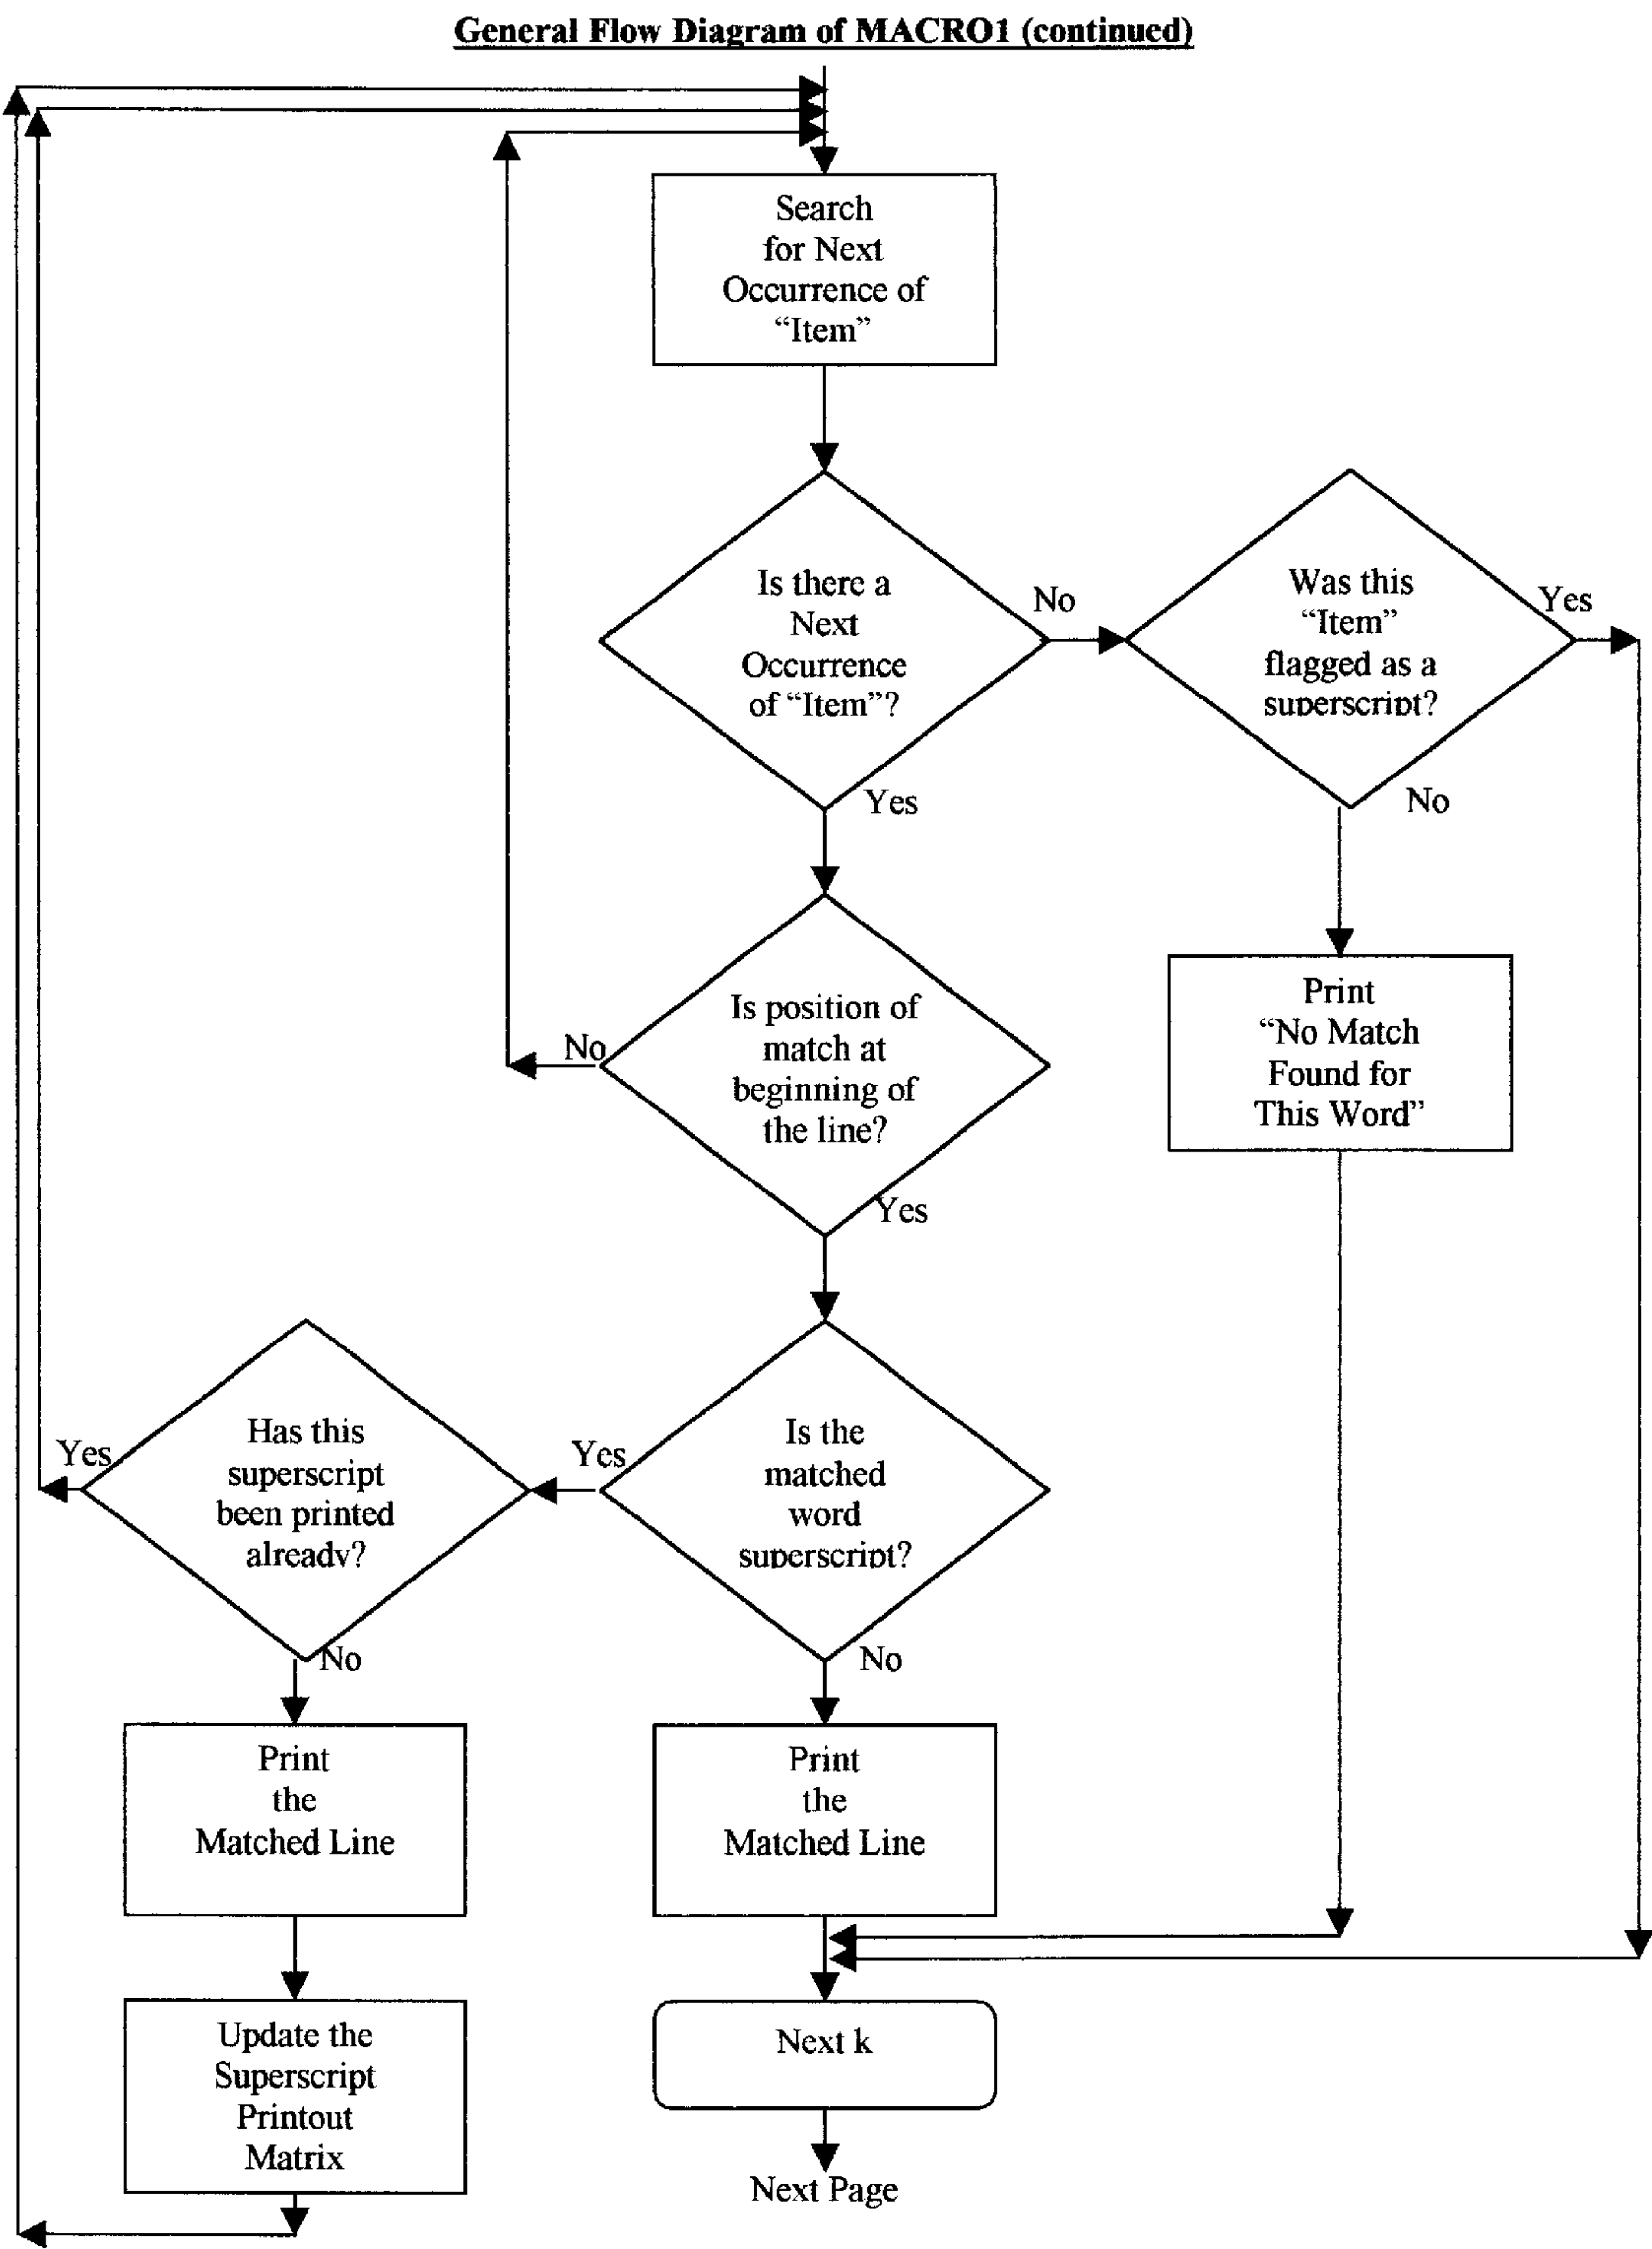 General Flow Diagram of MACRO1 (continued)
Search
for Next
Occurrence of
“Item”
Is there a
Next
Occurrence
of “Item”?
No
Yes
Was this
“Item”
flagged as a
superscript?
Yes
No
Is position of
match at
beginning of
the line?
No
Yes
Print
“No Match
Found for
This Word”
Has this
superscript
been printed
already?
Yes
No
Is the
matched
word
superscript?
Yes
No
Print
the
Matched Line
Print
the
Matched Line
Update the
Superscript
Printout
Matrix
Next k
Next Page